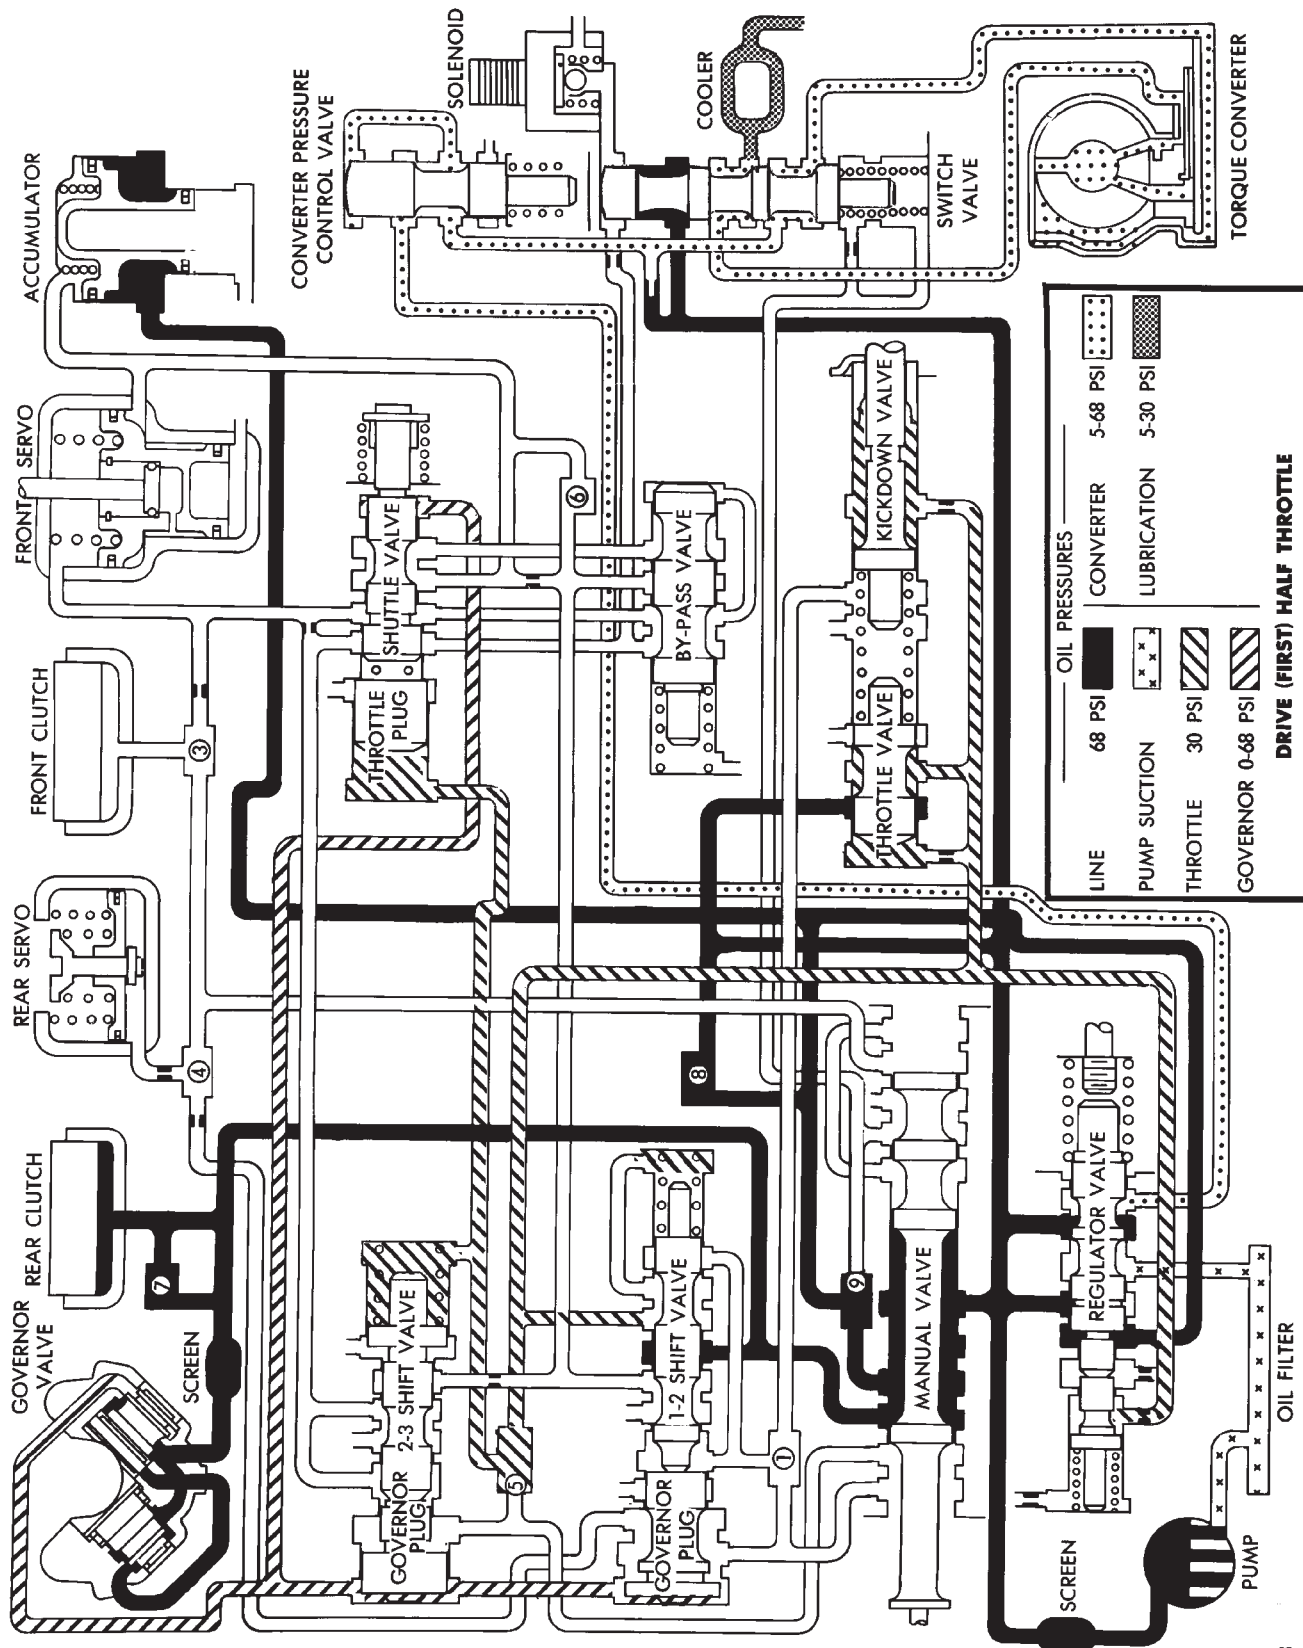 GOVERNOR
VALVE
REAR CLUTCH
REAR SERVO
FRONT CLUTCH
FRONT SERVO
ACCUMULATOR
SCREEN
7
4
3
CONVERTER PRESSURE
CONTROL VALVE
SOLENOID
GOVERNOR
PLUG
2-3 SHIFT VALVE
THROTTLE
PLUG
SHUTTLE VALVE
5
6
COOLER
GOVERNOR
PLUG
1-2 SHIFT VALVE
8
BY-PASS VALVE
1
9
THROTTLE VALVE
KICKDOWN VALVE
SWITCH
VALVE
MANUAL VALVE
REGULATOR VALVE
SCREEN
PUMP
OIL FILTER
TORQUE CONVERTER
OIL PRESSURES
LINE 68 PSI
CONVERTER 5-68 PSI
PUMP SUCTION
LUBRICATION 5-30 PSI
THROTTLE 30 PSI
GOVERNOR 0-68 PSI
DRIVE (FIRST) HALF THROTTLE